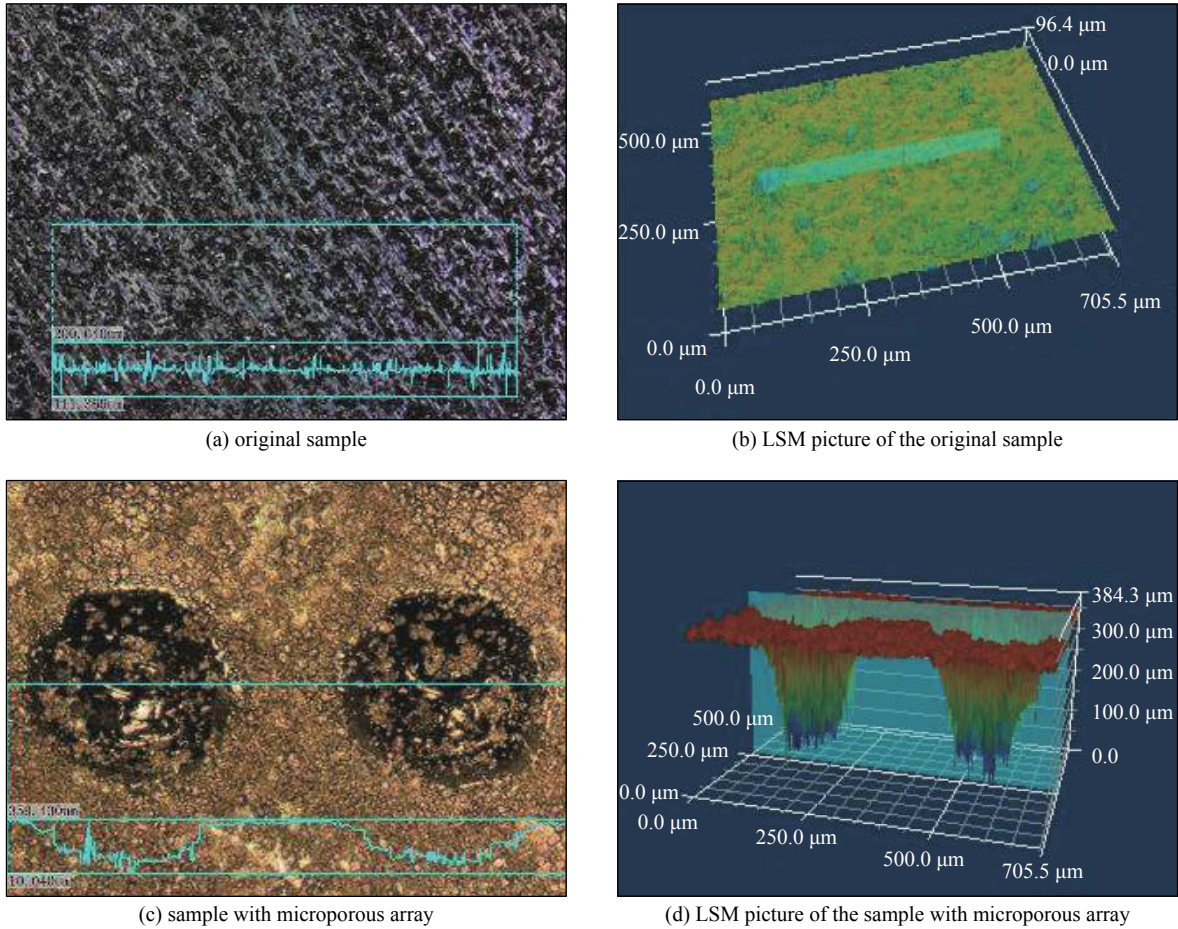 96.4 μm
0.0 μm
500.0 μm
250.0 μm
0.0 μm
0.0 μm
250.0 μm
500.0 μm
705.5 μm
(a) original sample
(b) LSM picture of the original sample
384.3 μm
300.0 μm
200.0 μm
100.0 μm
0.0
500.0 μm
250.0 μm
0.0 μm
0.0 μm
250.0 μm
500.0 μm
705.5 μm
(c) sample with microporous array
(d) LSM picture of the sample with microporous array